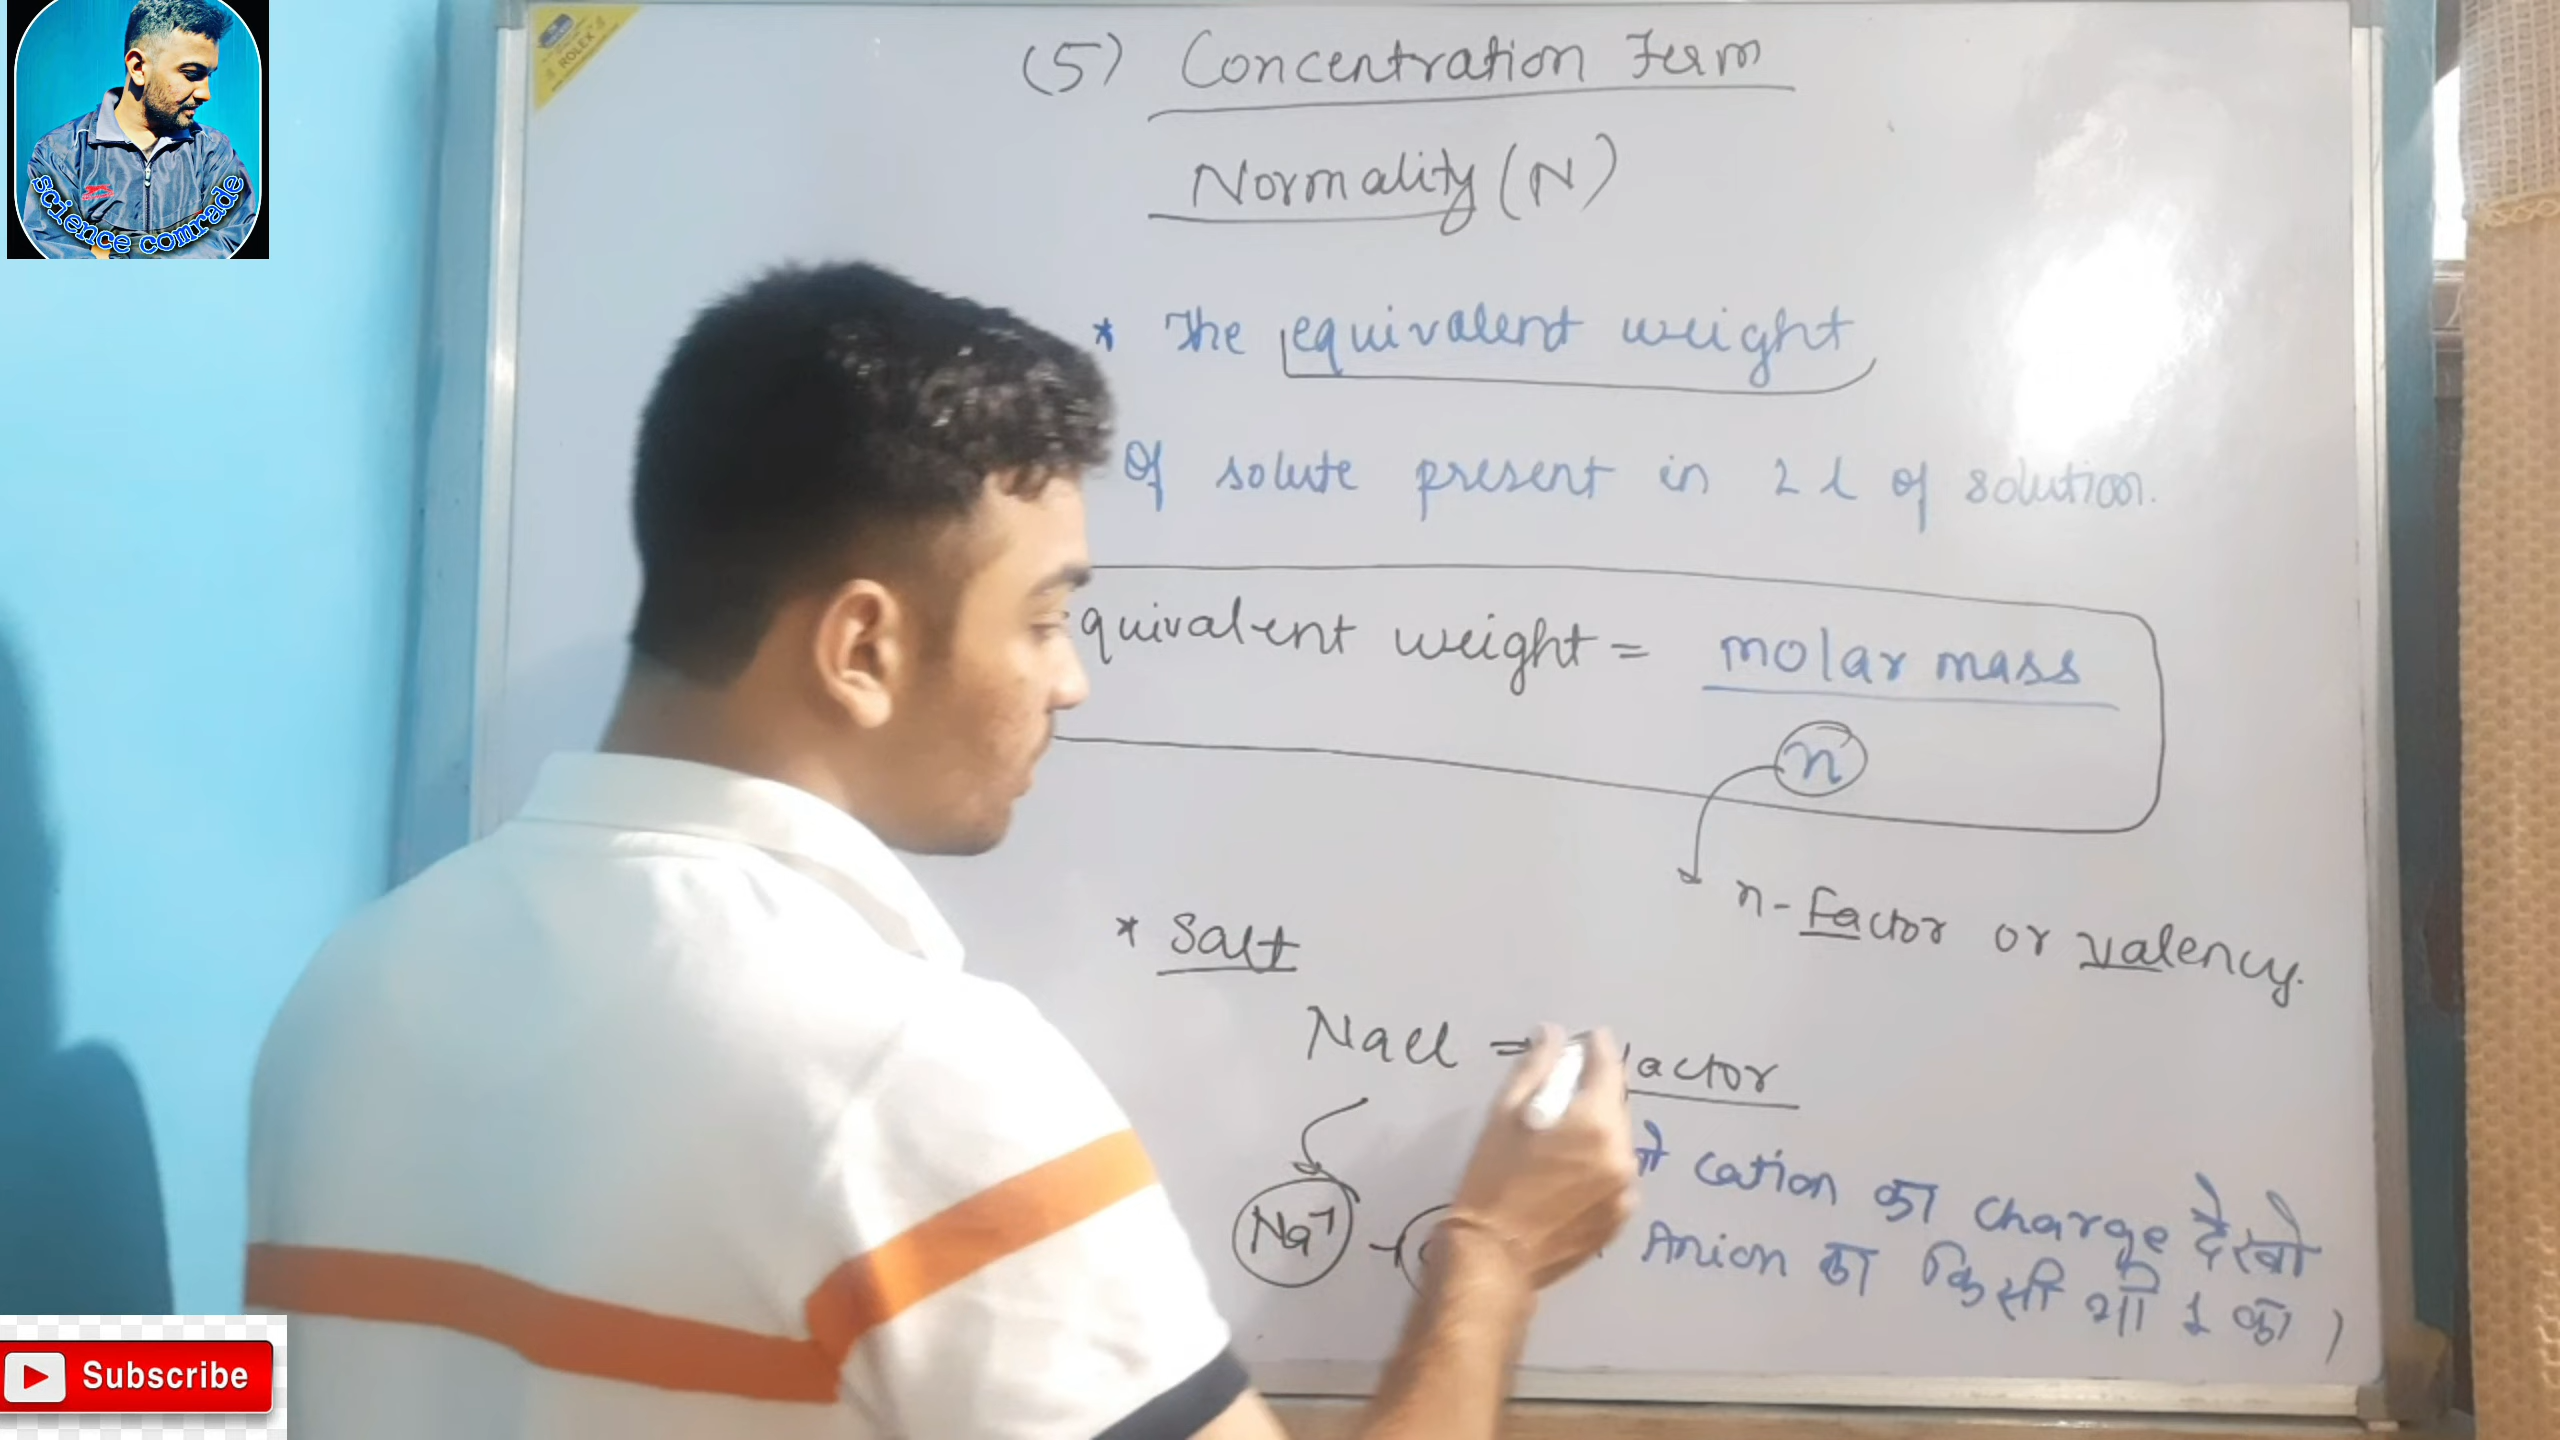 ROLEX
science comrade
(5) Concentration Term
Normality (N)
* The equivalent weight
of solute present in 1 L of solution.
quivalent weight = molar mass
n
n-Factor or valency.
* Salt
NaCl = actor
Na+ +
cation का charge देखो
Anion का किसी भी 1 का ।
Subscribe